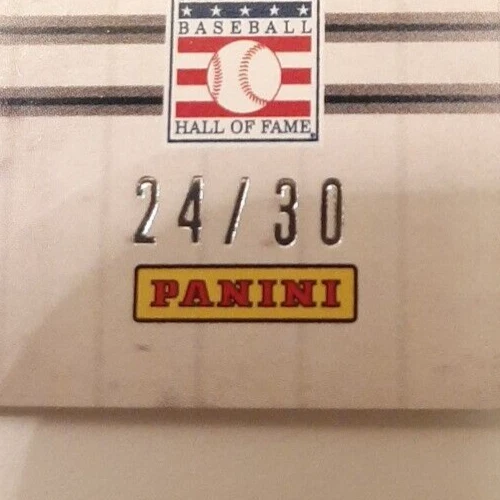 BASEBALL
HALL OF FAME
24/30
PANINI